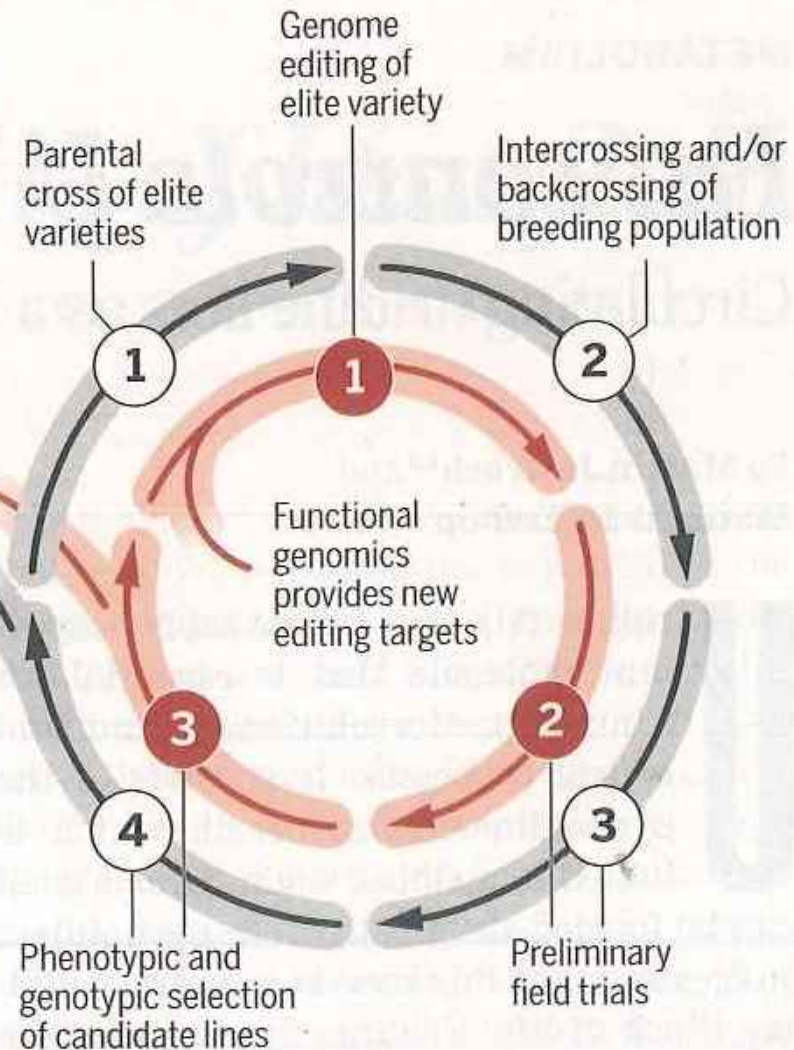 Genome
editing of
elite variety
Parental
cross of elite
varieties
Intercrossing and/or
backcrossing of
breeding population
1
1
2
Functional
genomics
provides new
editing targets
3
2
4
3
Phenotypic and
genotypic selection
of candidate lines
Preliminary
field trials